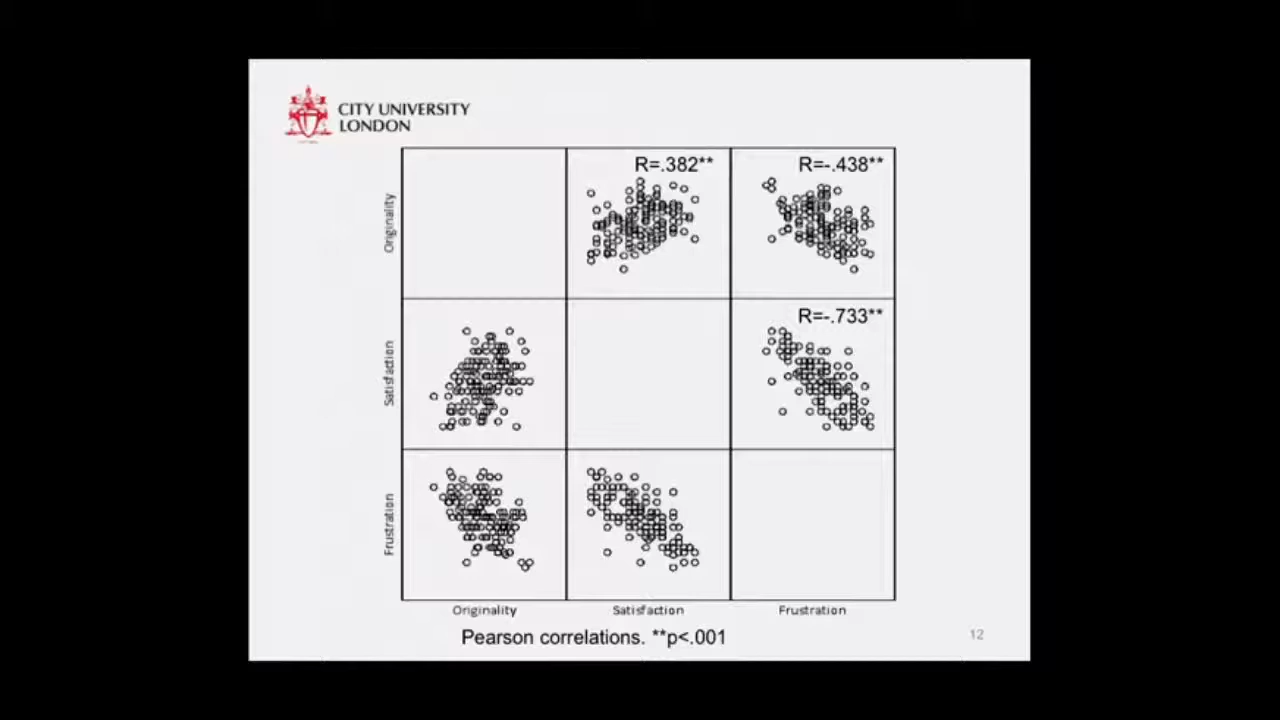 CITY UNIVERSITY
LONDON
R=.382**
R=-.438**
Originality
R=-.733**
Satisfaction
Frustration
Originality
Satisfaction
Frustration
Pearson correlations. **p<.001
12